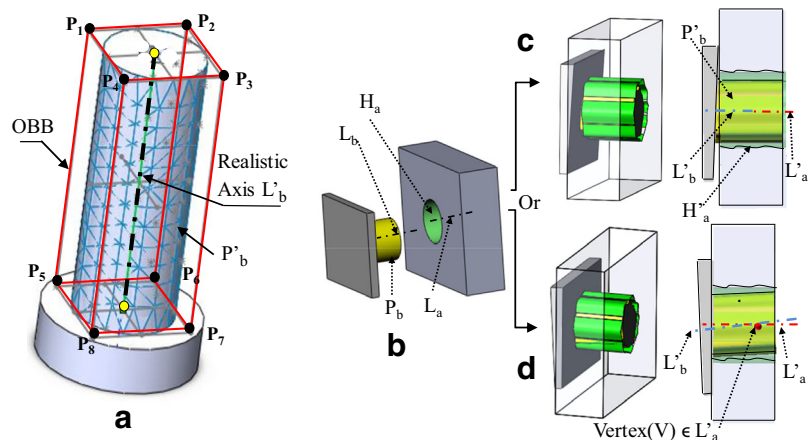 P1
P2
P3
P4
OBB
Realistic
Axis L'b
P'b
P5
P6
P7
P8
a
Ha
Lb
Pb
La
b
Or
c
P'b
L'b
L'a
H'a
d
L'b
L'a
Vertex(V) ϵ L'a